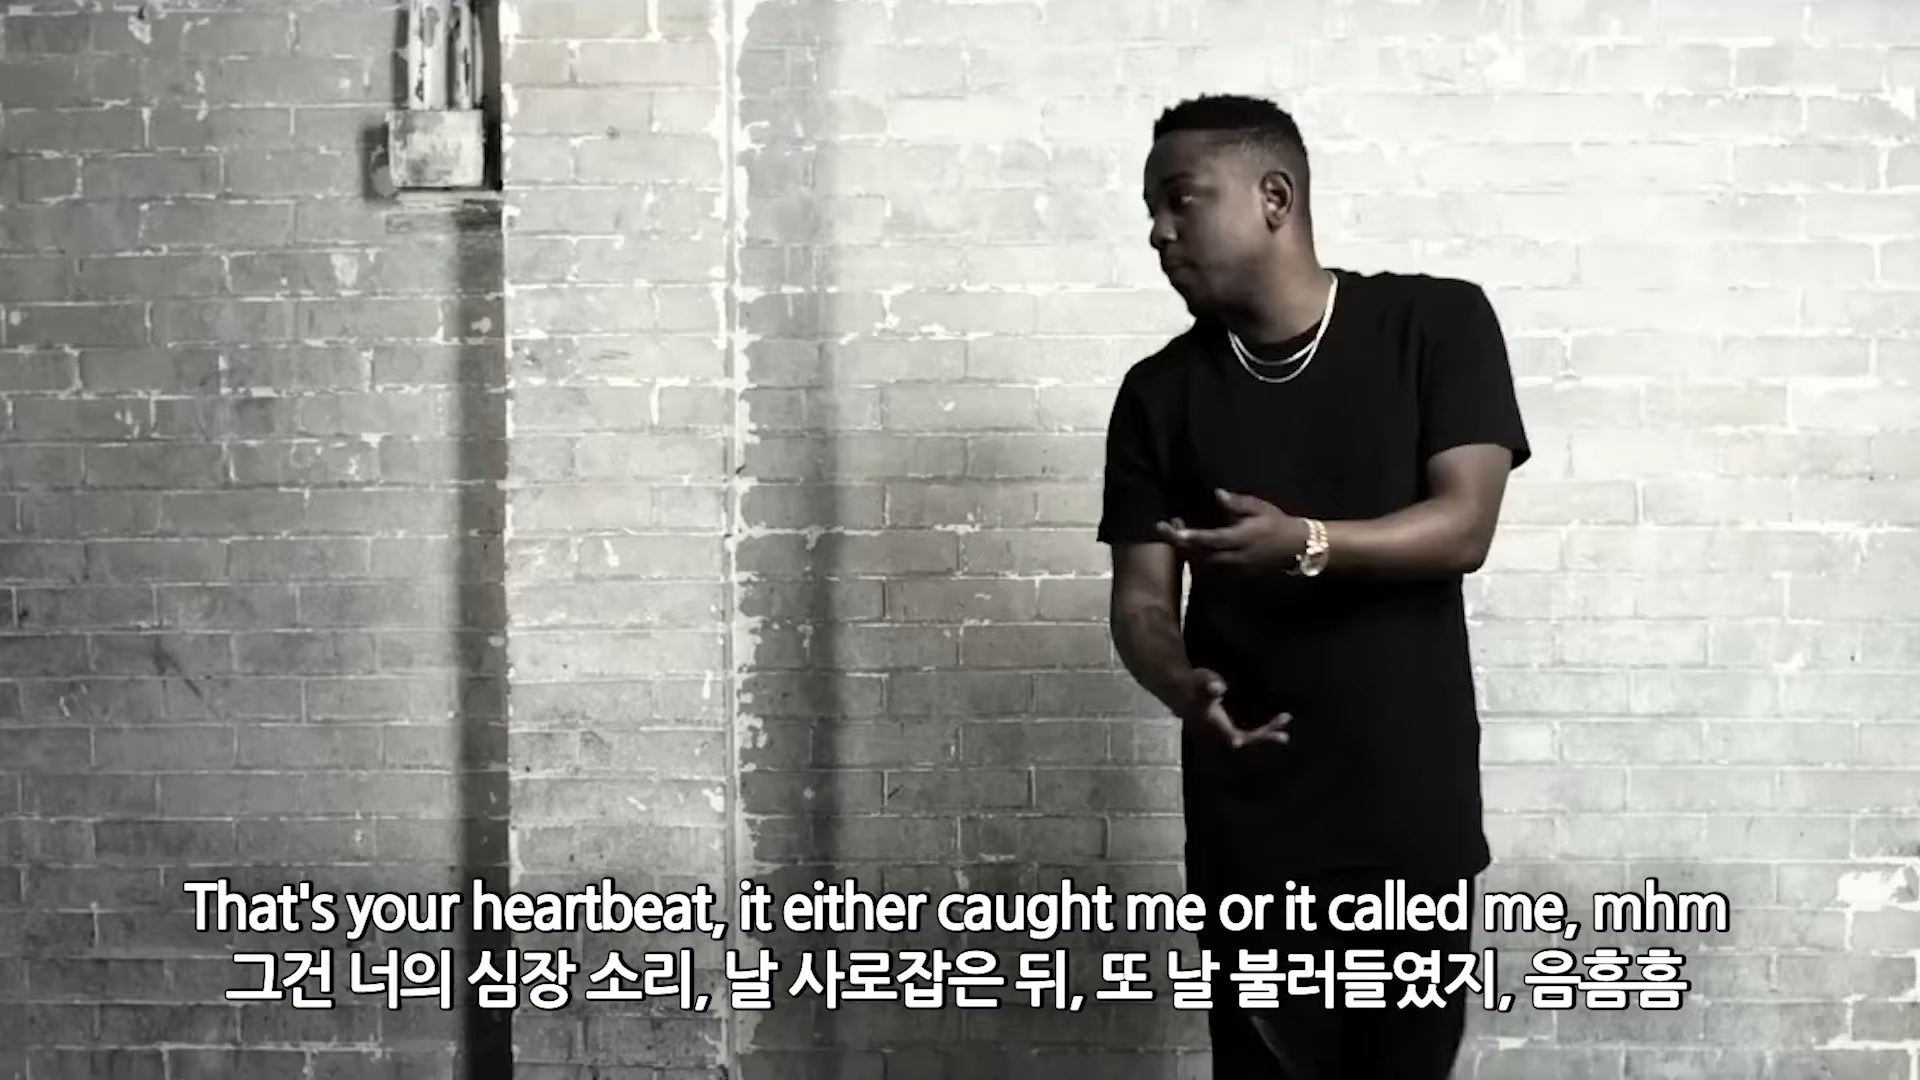 That's your heartbeat, it either caught me or it called me, mhm
그건 너의 심장 소리, 날 사로잡은 뒤, 또 날 불러들였지, 음흠흠